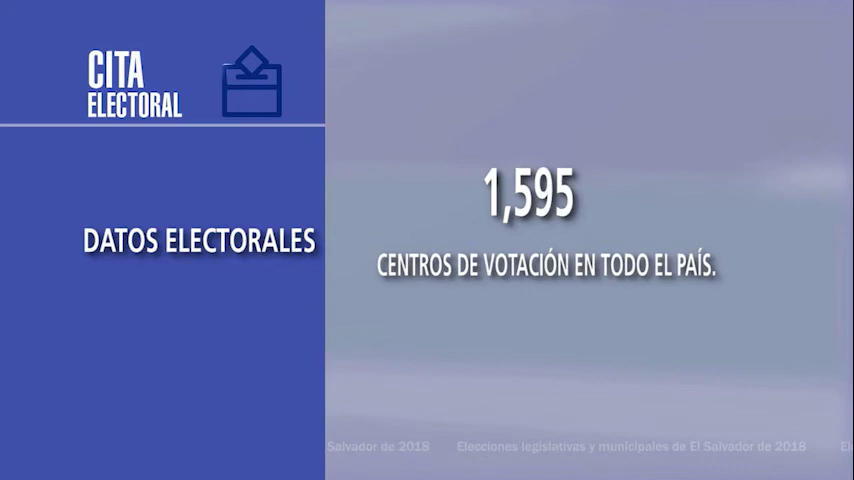 CITA
ELECTORAL
DATOS ELECTORALES
1,595
CENTROS DE VOTACIÓN EN TODO EL PAÍS.
Salvador de 2018 Elecciones legislativas y municipales de El Salvador de 2018